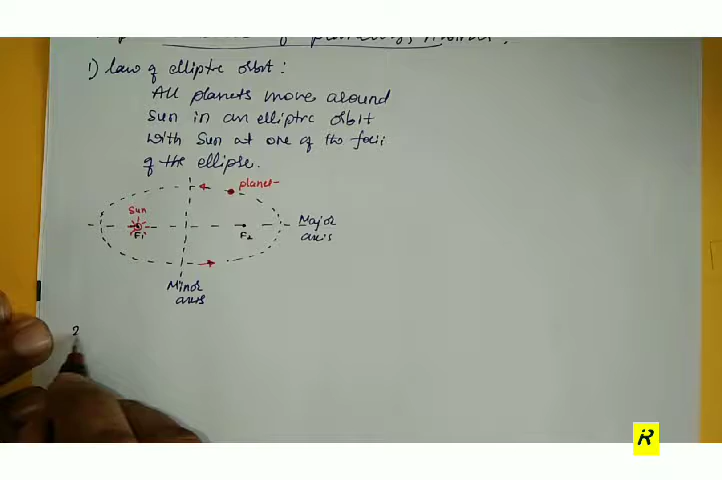 1) law of elliptic orbit :
All planets move around
Sun in an elliptic orbit
with Sun at one of the foci
of the ellipse.
planet
Sun
F1
F2
Major
axis
Minor
axis
2
R